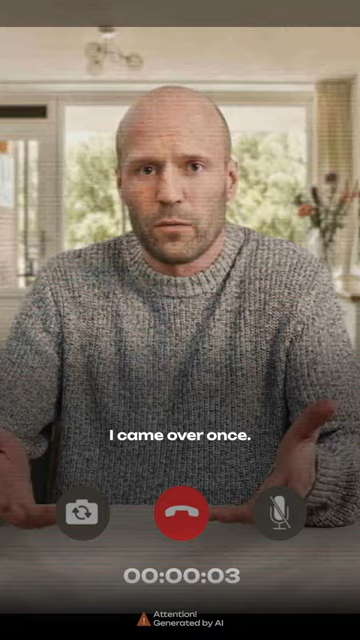 I came over once.
00:00:03
Attention!
Generated by AI